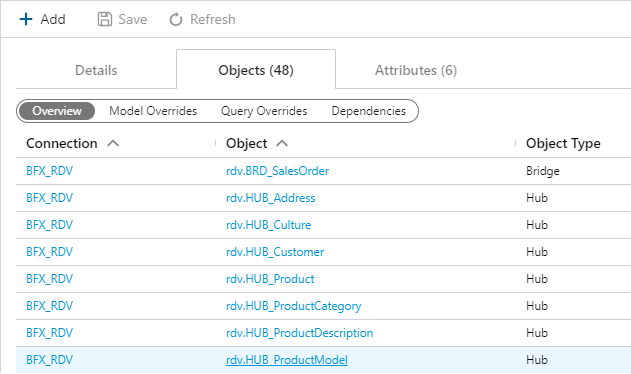 + Add Save Refresh
Details Objects (48) Attributes (6)
Overview Model Overrides Query Overrides Dependencies
Connection Object Object Type
BFX_RDV rdv.BRD_SalesOrder Bridge
BFX_RDV rdv.HUB_Address Hub
BFX_RDV rdv.HUB_Culture Hub
BFX_RDV rdv.HUB_Customer Hub
BFX_RDV rdv.HUB_Product Hub
BFX_RDV rdv.HUB_ProductCategory Hub
BFX_RDV rdv.HUB_ProductDescription Hub
BFX_RDV rdv.HUB_ProductModel Hub